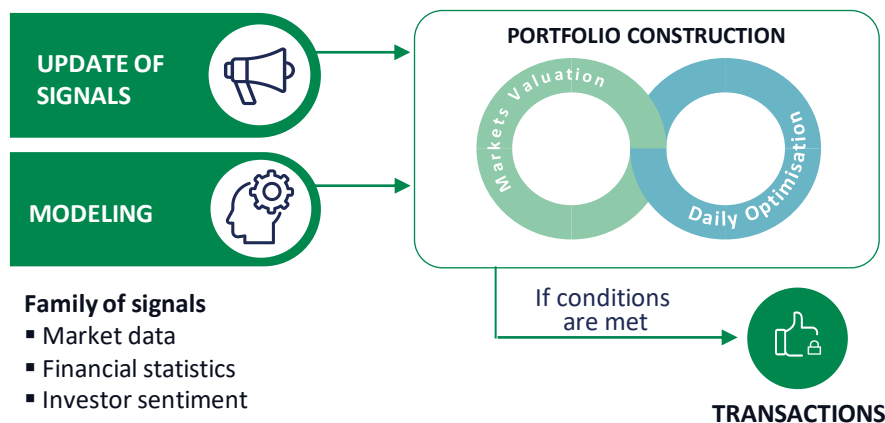 UPDATE OF
SIGNALS
MODELING
Family of signals
▪ Market data
▪ Financial statistics
▪ Investor sentiment
PORTFOLIO CONSTRUCTION
Markets Valuation
Daily Optimisation
If conditions
are met
TRANSACTIONS